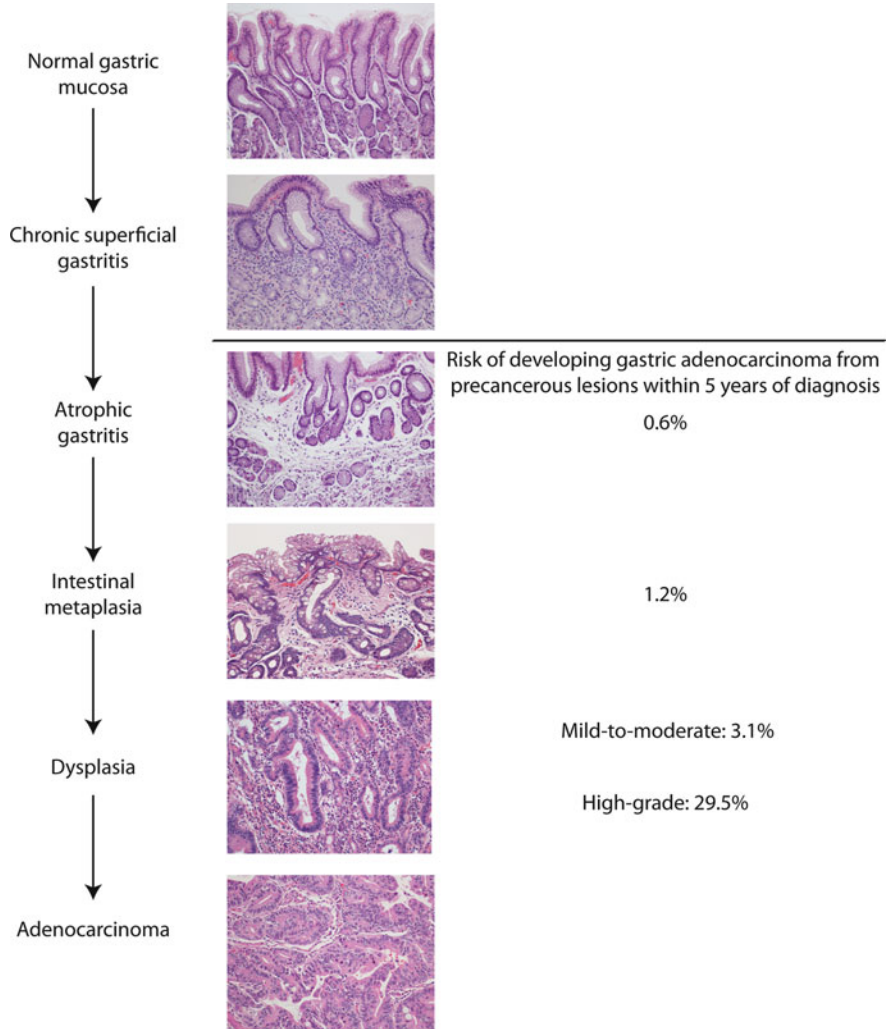 Normal gastric
mucosa
Chronic superficial
gastritis
Risk of developing gastric adenocarcinoma from
precancerous lesions within 5 years of diagnosis
Atrophic
gastritis
0.6%
Intestinal
metaplasia
1.2%
Mild-to-moderate: 3.1%
Dysplasia
High-grade: 29.5%
Adenocarcinoma